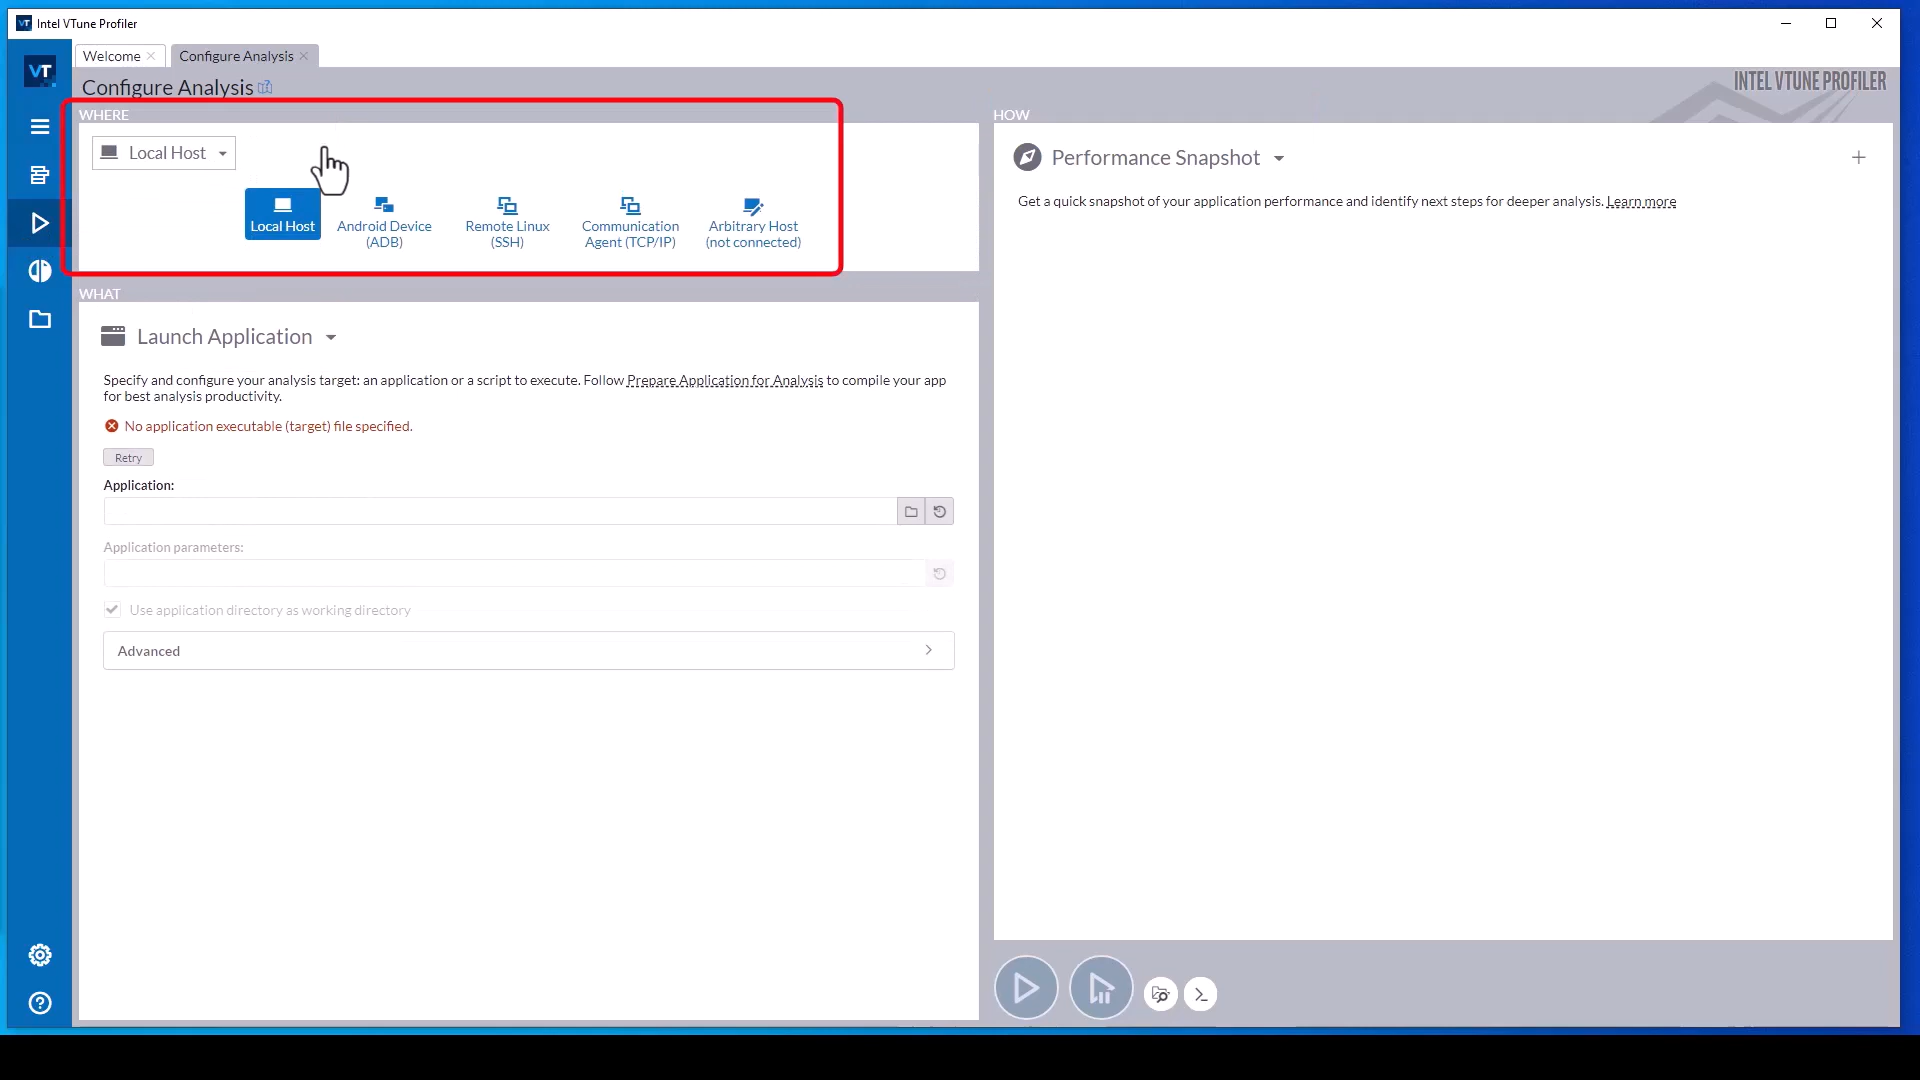 VT Intel VTune Profiler
Welcome
Configure Analysis
VT
Configure Analysis
INTEL VTUNE PROFILER
WHERE
Local Host
Local Host
Android Device
(ADB)
Remote Linux
(SSH)
Communication
Agent (TCP/IP)
Arbitrary Host
(not connected)
WHAT
Launch Application
Specify and configure your analysis target: an application or a script to execute. Follow Prepare Application for Analysis to compile your app
for best analysis productivity.
No application executable (target) file specified.
Retry
Application:
Application parameters:
Use application directory as working directory
Advanced
HOW
Performance Snapshot
Get a quick snapshot of your application performance and identify next steps for deeper analysis. Learn more